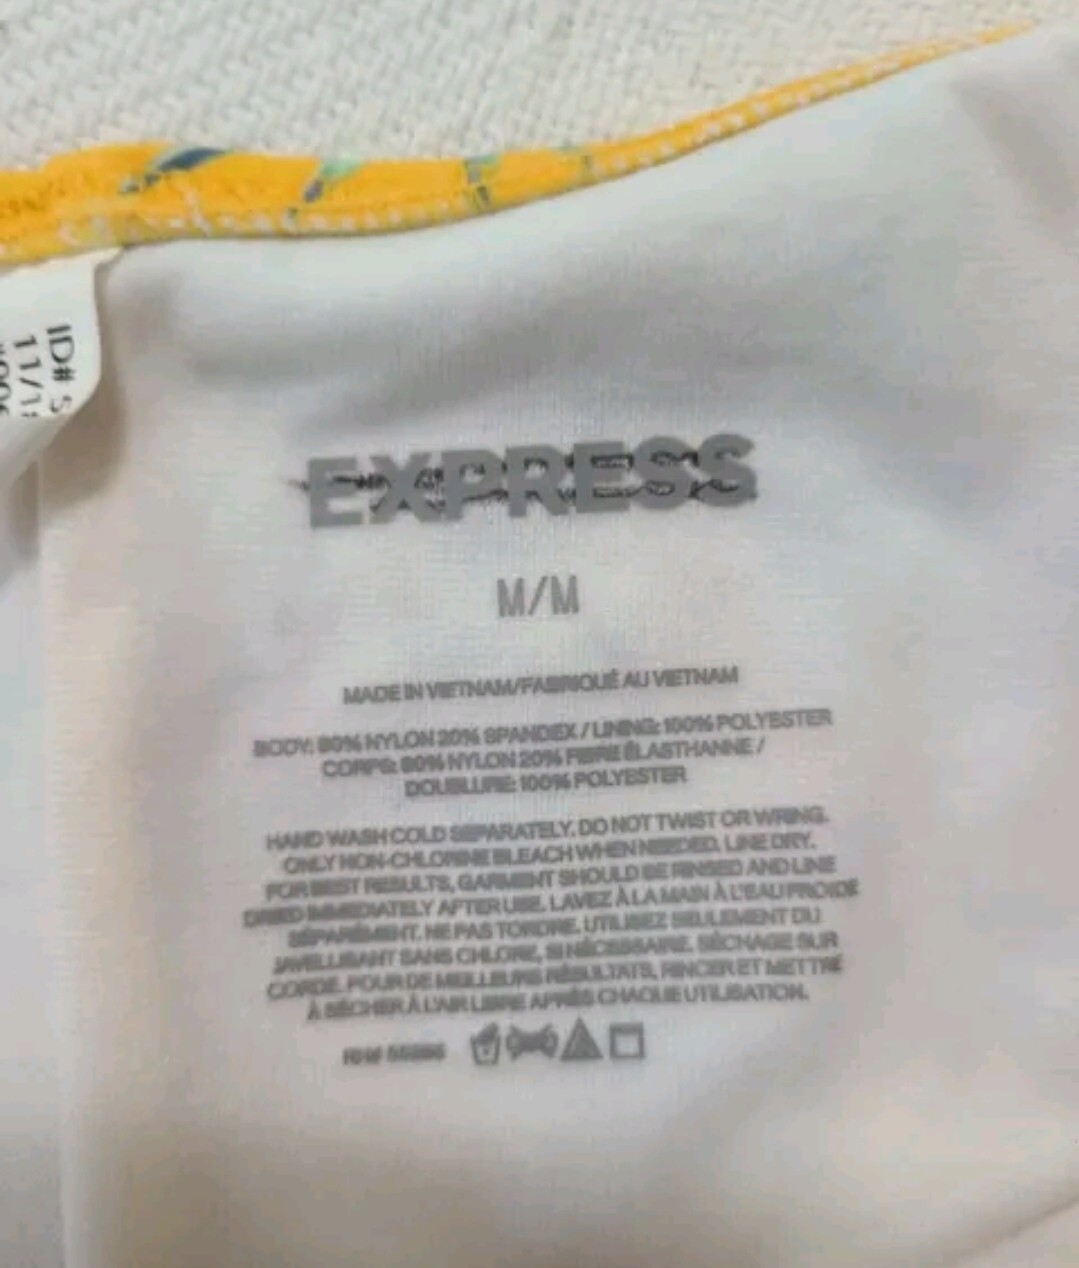 ID# S
11/1
EXPRESS
M/M
MADE IN VIETNAM/FABRIQUÉ AU VIETNAM
BODY: 80% NYLON 20% SPANDEX / LINING: 100% POLYESTER
CORPS: 80% NYLON 20% FIBRE ÉLASTHANNE /
DOUBLURE: 100% POLYESTER
HAND WASH COLD SEPARATELY. DO NOT TWIST OR WRING.
ONLY NON-CHLORINE BLEACH WHEN NEEDED. LINE DRY.
FOR BEST RESULTS, GARMENT SHOULD BE RINSED AND LINE
DRIED IMMEDIATELY AFTER USE. LAVEZ À LA MAIN À L'EAU FROIDE
SÉPARÉMENT. NE PAS TORDRE. UTILISEZ SEULEMENT DU
JAVELLISANT SANS CHLORE, SI NÉCESSAIRE. SÉCHAGE SUR
CORDE. POUR DE MEILLEURS RÉSULTATS, RINCER ET METTRE
À SÉCHER À L'AIR LIBRE APRÈS CHAQUE UTILISATION.
RN#